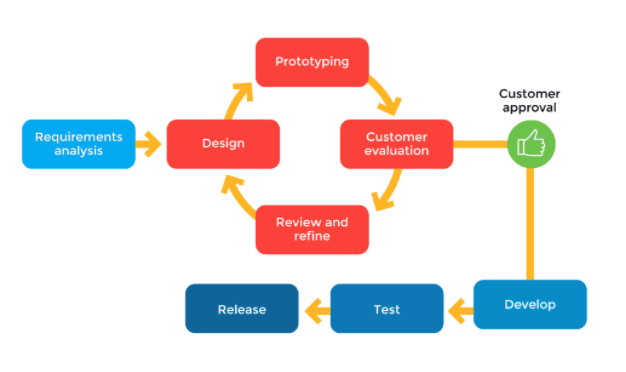 Prototyping
Customer
approval
Requirements
analysis
Design
Customer
evaluation
Review and
refine
Release
Test
Develop